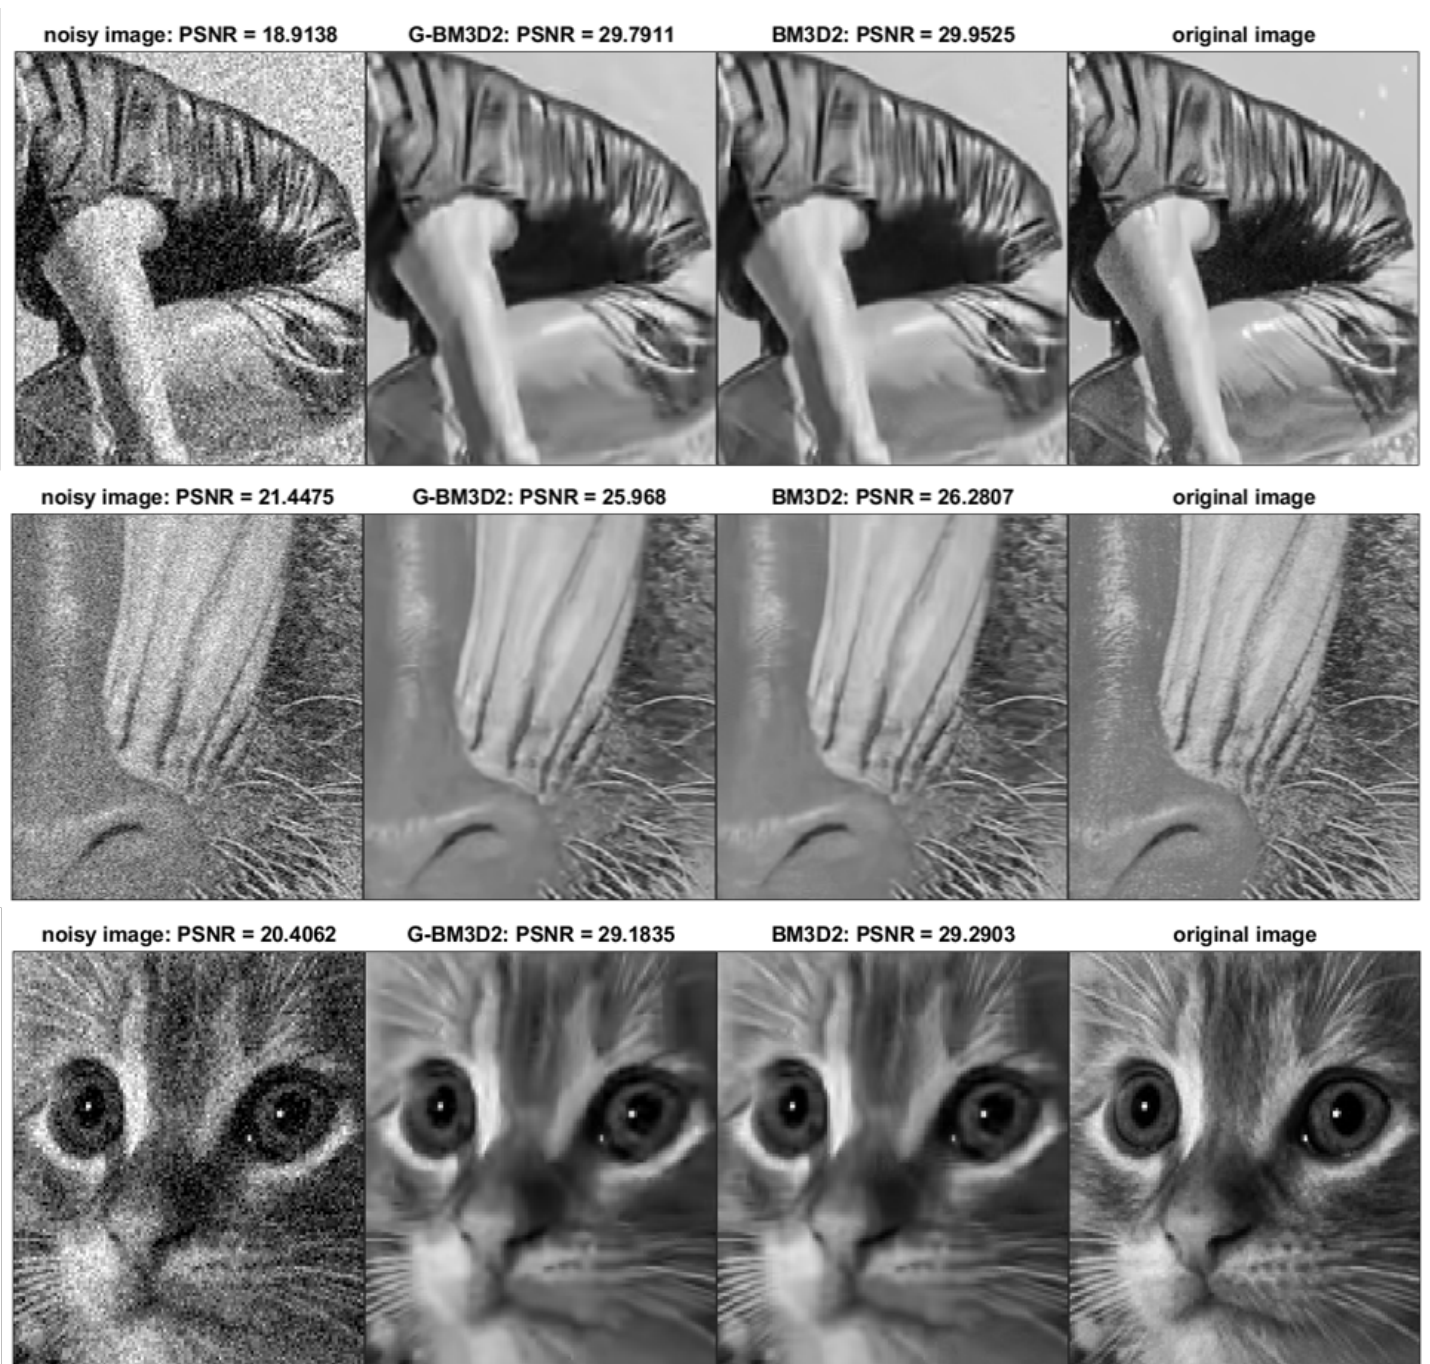 noisy image: PSNR = 18.9138 G-BM3D2: PSNR = 29.7911 BM3D2: PSNR = 29.9525 original image
noisy image: PSNR = 21.4475 G-BM3D2: PSNR = 25.968 BM3D2: PSNR = 26.2807 original image
noisy image: PSNR = 20.4062 G-BM3D2: PSNR = 29.1835 BM3D2: PSNR = 29.2903 original image